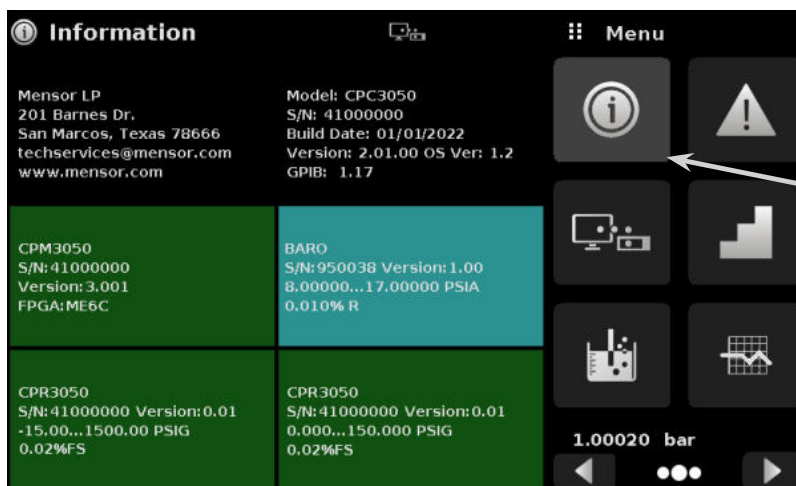 Information
Mensor LP
201 Barnes Dr.
San Marcos, Texas 78666
techservices@mensor.com
www.mensor.com
Model: CPC3050
S/N: 41000000
Build Date: 01/01/2022
Version: 2.01.00 OS Ver: 1.2
GPIB: 1.17
CPM3050
S/N:41000000
Version:3.001
FPGA:ME6C
BARO
S/N:950038 Version:1.00
8.00000...17.00000 PSIA
0.010% R
CPR3050
S/N:41000000 Version:0.01
-15.00...1500.00 PSIG
0.02%FS
CPR3050
S/N:41000000 Version:0.01
0.000...150.000 PSIG
0.02%FS
Menu
1.00020 bar